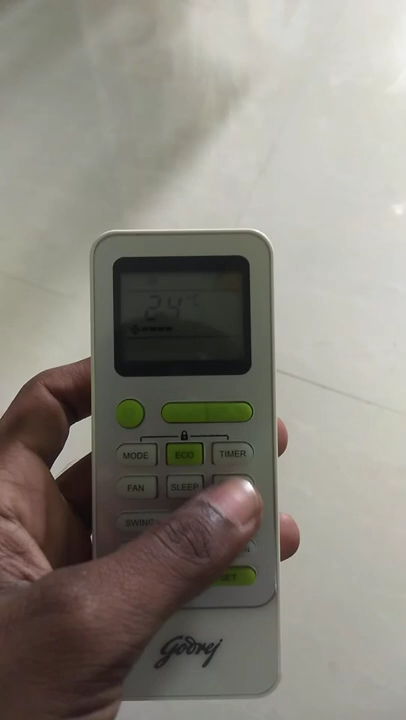 24°C
MODE ECO TIMER
FAN SLEEP
SWING
SET
Godrej